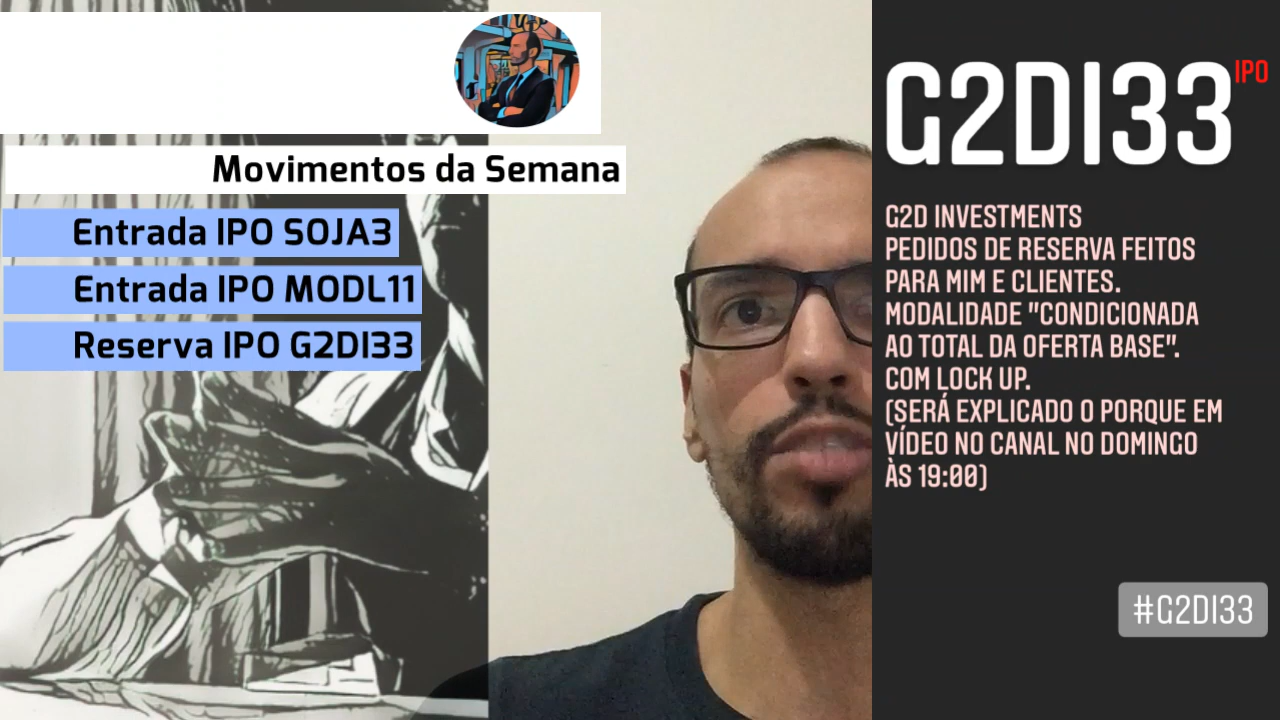 Movimentos da Semana
Entrada IPO SOJA3
Entrada IPO MODL11
Reserva IPO G2DI33
G2DI33 IPO
G2D INVESTMENTS
PEDIDOS DE RESERVA FEITOS
PARA MIM E CLIENTES.
MODALIDADE "CONDICIONADA
AO TOTAL DA OFERTA BASE".
COM LOCK UP.
(SERÁ EXPLICADO O PORQUE EM
VÍDEO NO CANAL NO DOMINGO
ÀS 19:00)
#G2DI33